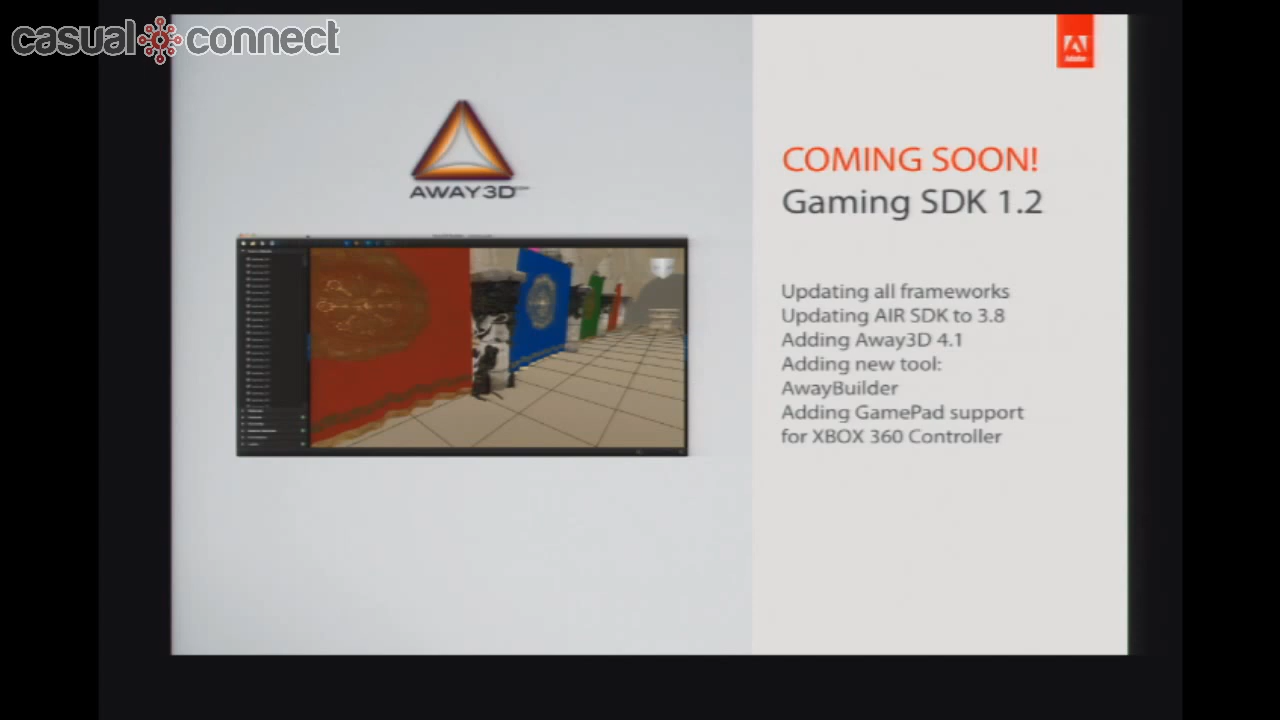 casual connect
Adobe
AWAY3D
COMING SOON!
Gaming SDK 1.2
Updating all frameworks
Updating AIR SDK to 3.8
Adding Away3D 4.1
Adding new tool:
AwayBuilder
Adding GamePad support
for XBOX 360 Controller